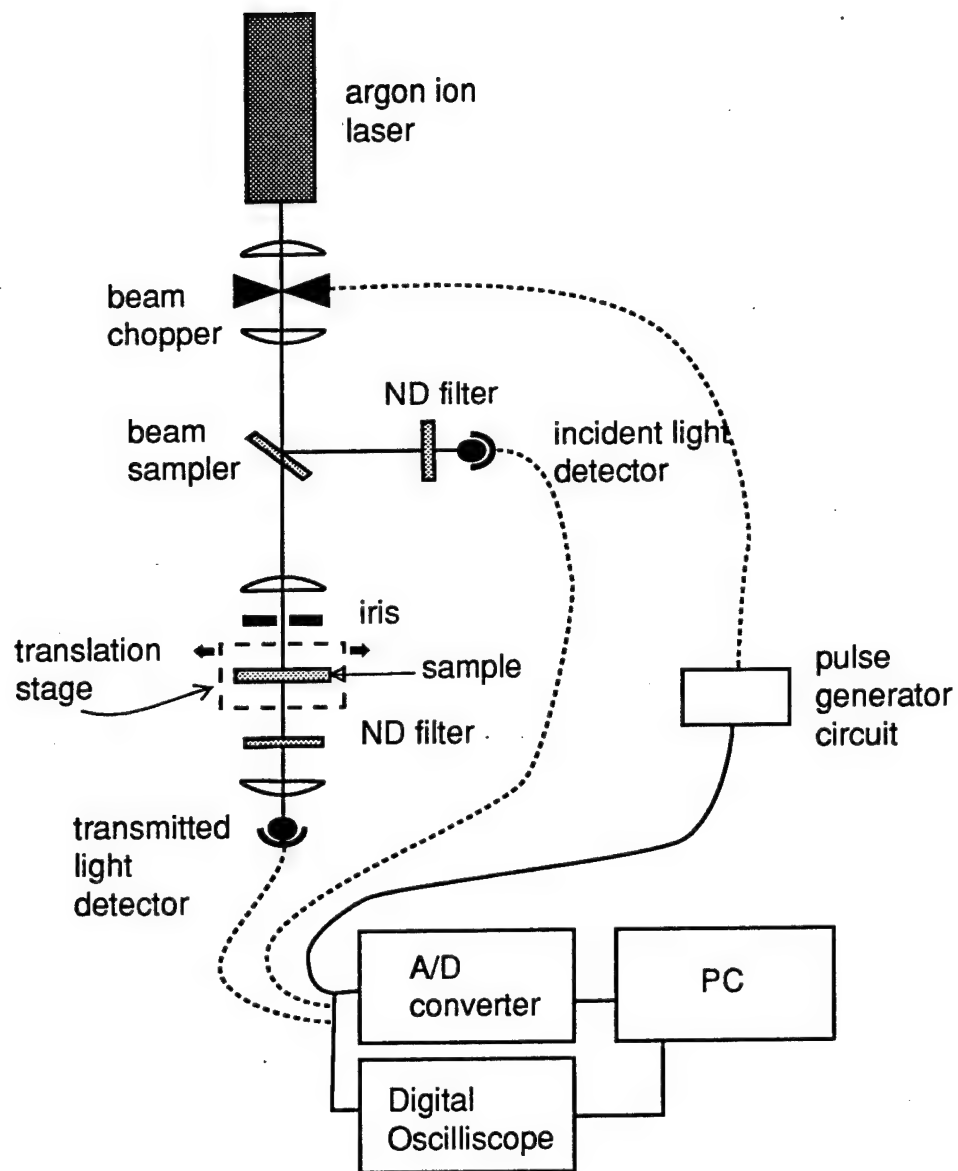 argon ion
laser
beam
chopper
ND filter
beam
sampler
incident light
detector
iris
translation
stage
sample
pulse
generator
circuit
ND filter
transmitted
light
detector
A/D
converter
PC
Digital
Oscilliscope